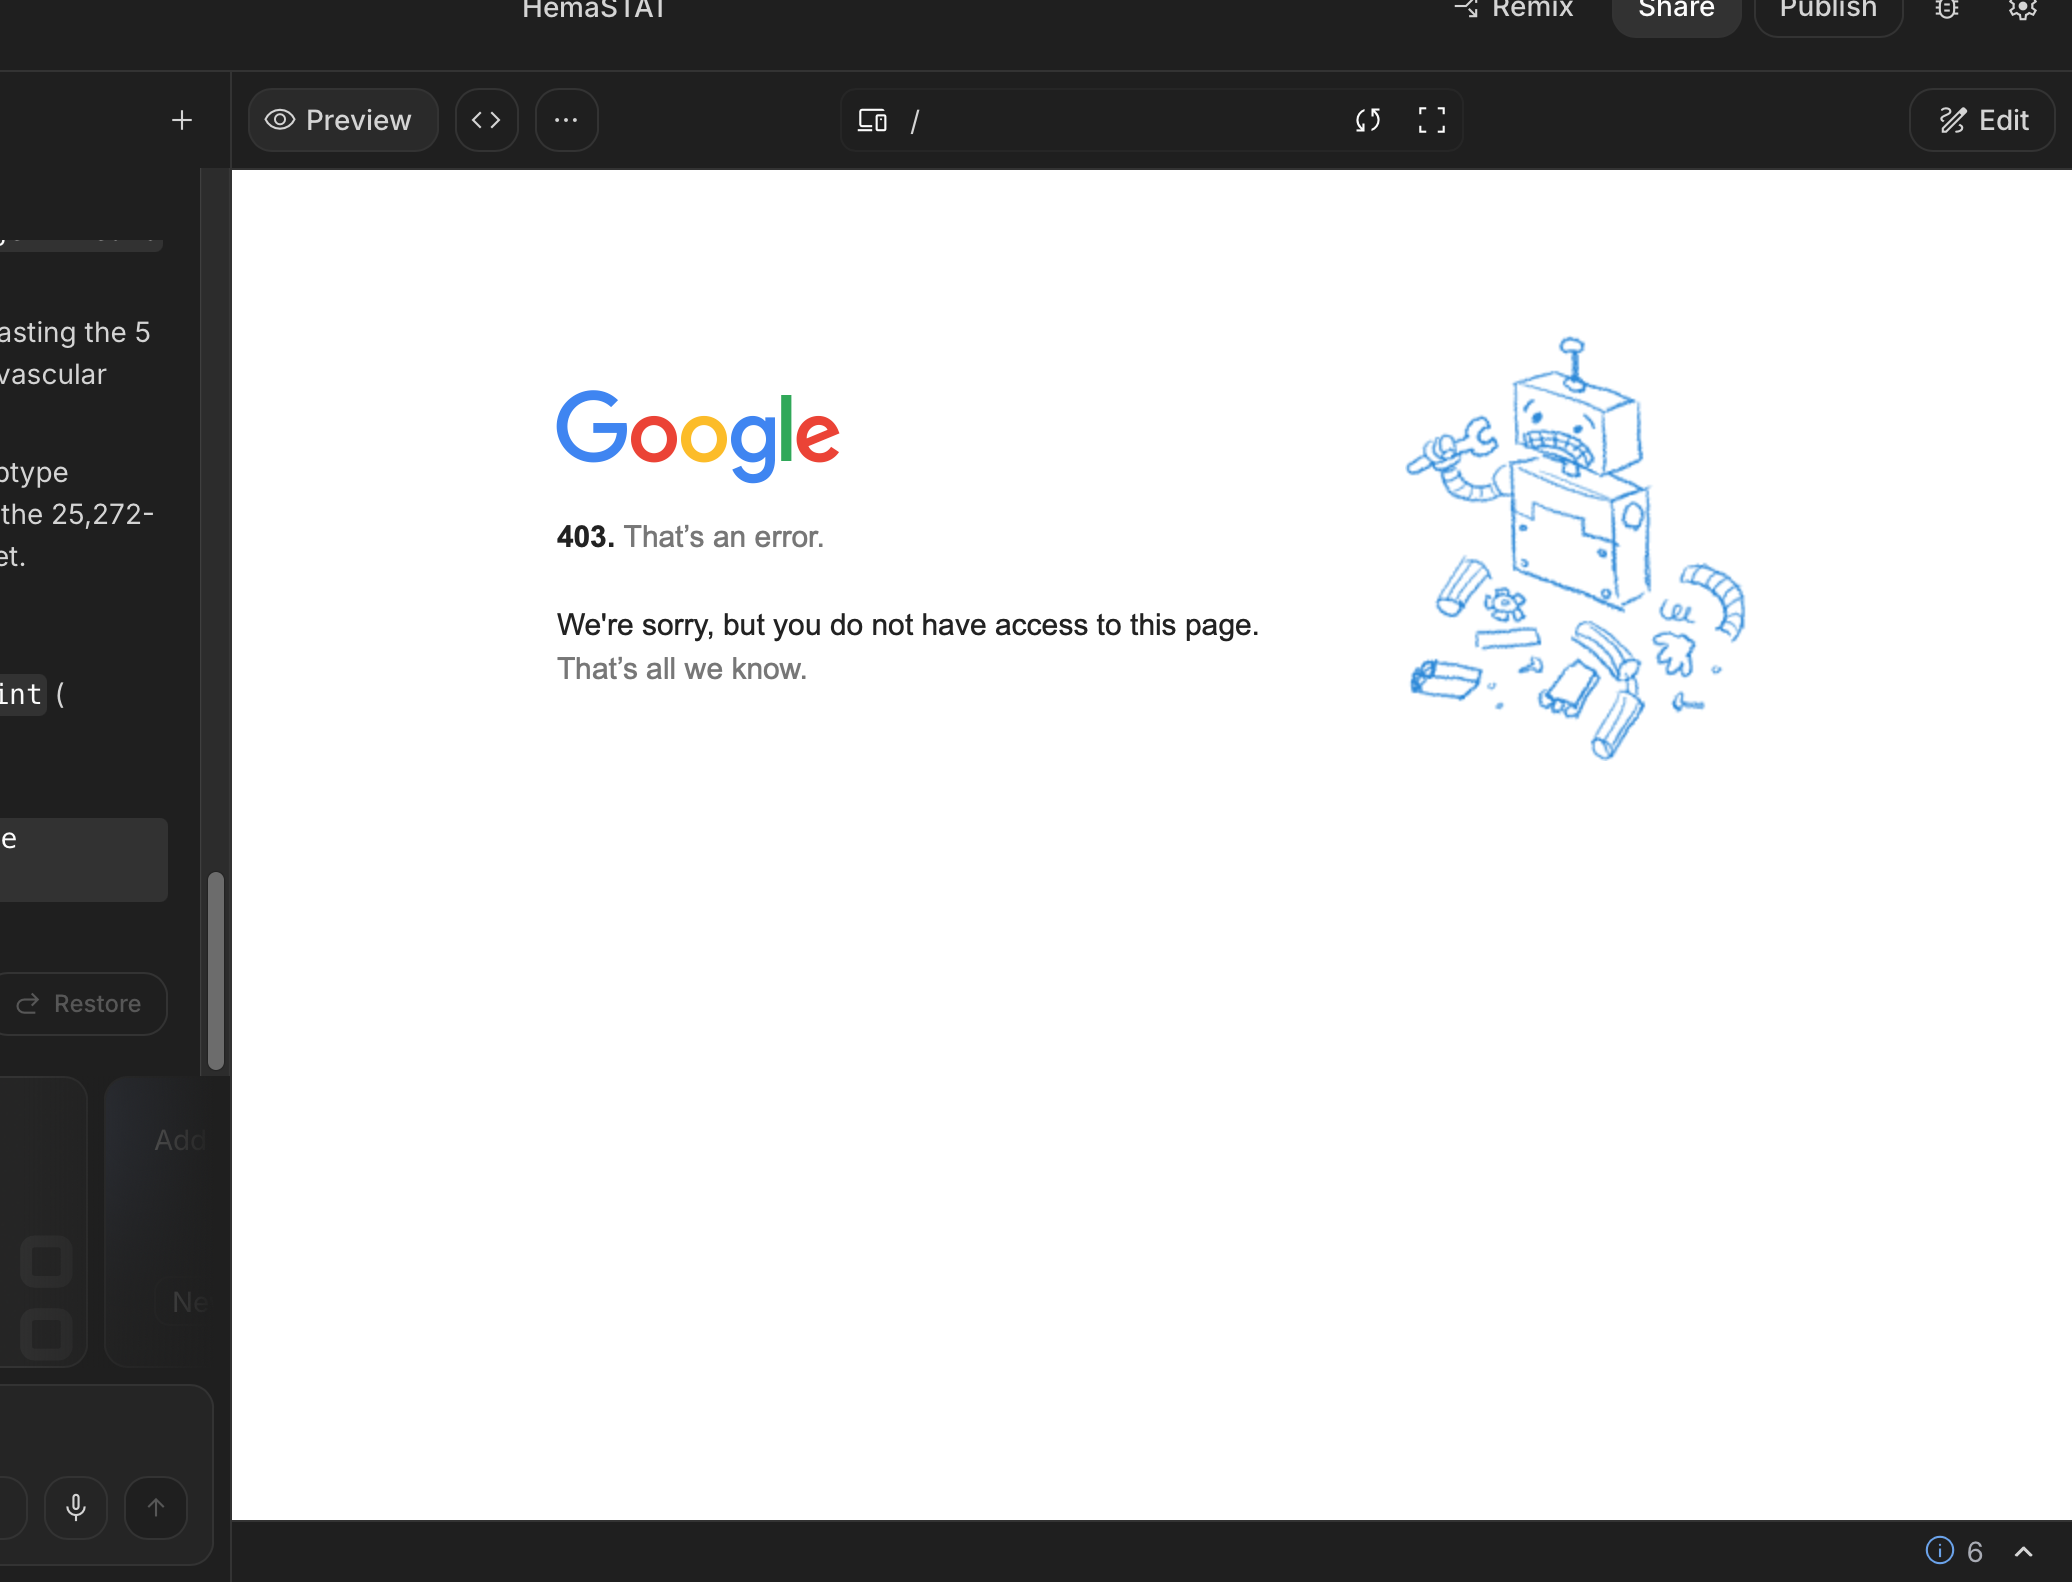 HemaSTAT
Remix
Share
Publish
Preview
/
Edit
asting the 5
vascular
otype
the 25,272-
et.
int (
e
Restore
Add
Ne
Google
403. That’s an error.
We're sorry, but you do not have access to this page.
That’s all we know.
6